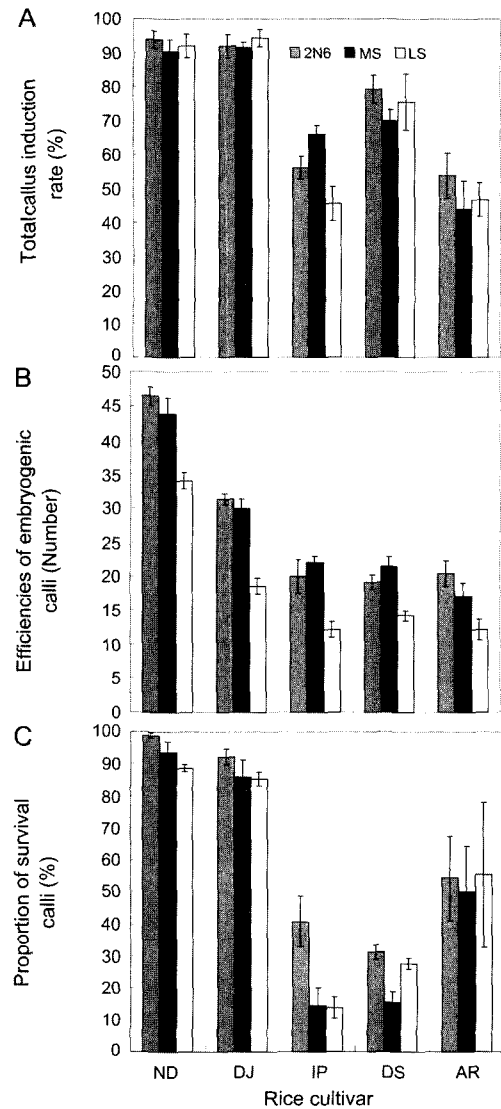 A
100
90
80
70
60
50
40
30
20
10
0
Totalcallus induction
rate (%)
2N6 MS LS
B
50
45
40
35
30
25
20
15
10
5
0
Efficiencies of embryogenic
calli (Number)
C
100
90
80
70
60
50
40
30
20
10
0
Proportion of survival
calli (%)
ND DJ IP DS AR
Rice cultivar